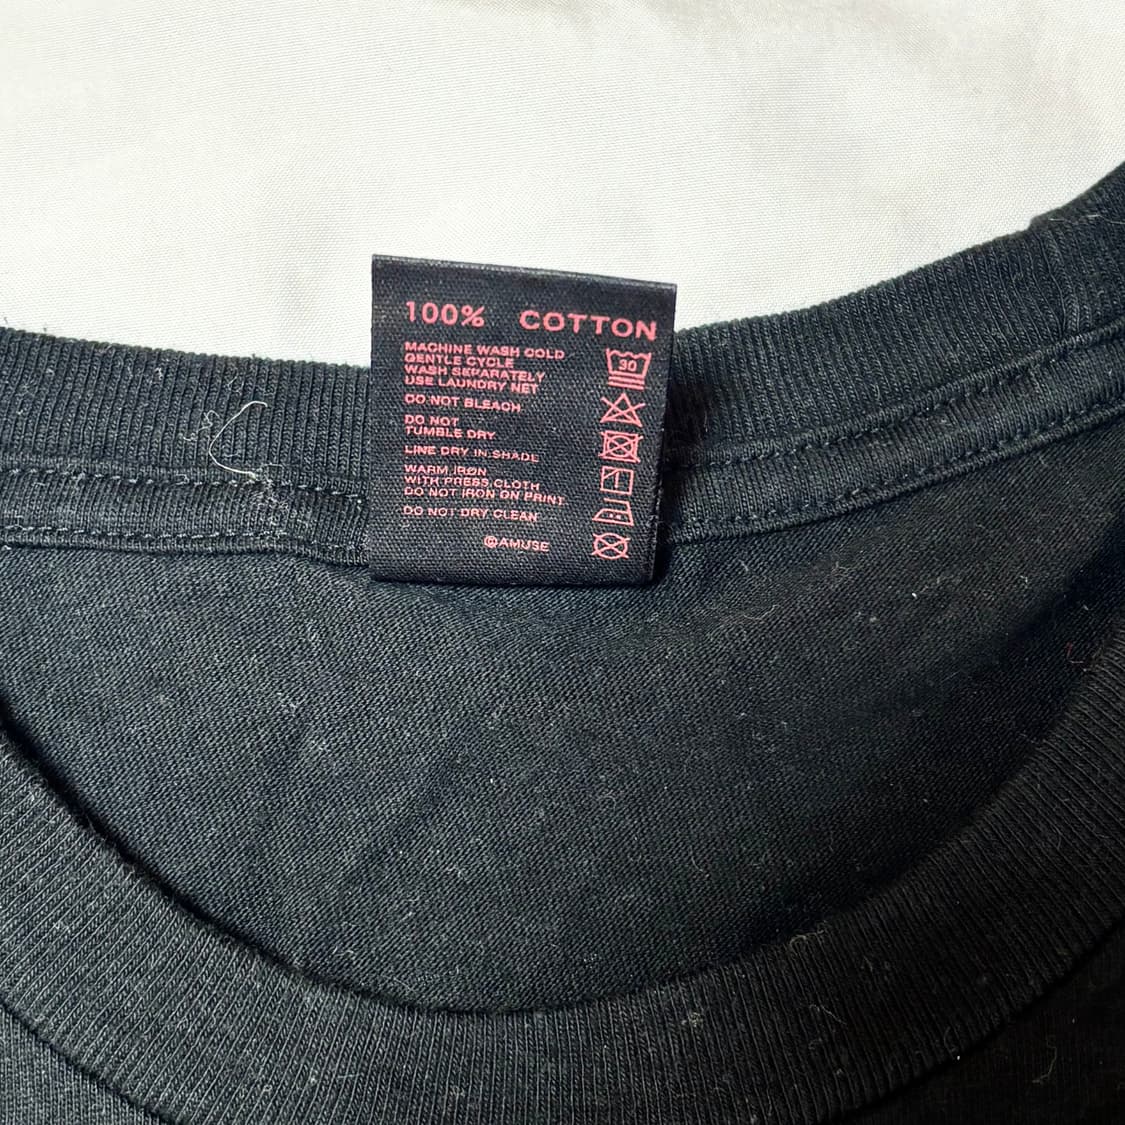 100% COTTON
MACHINE WASH COLD
GENTLE CYCLE
WASH SEPARATELY
USE LAUNDRY NET
30
DO NOT BLEACH
DO NOT
TUMBLE DRY
LINE DRY IN SHADE
WARM IRON
WITH PRESS CLOTH
DO NOT IRON ON PRINT
DO NOT DRY CLEAN
©AMUSE